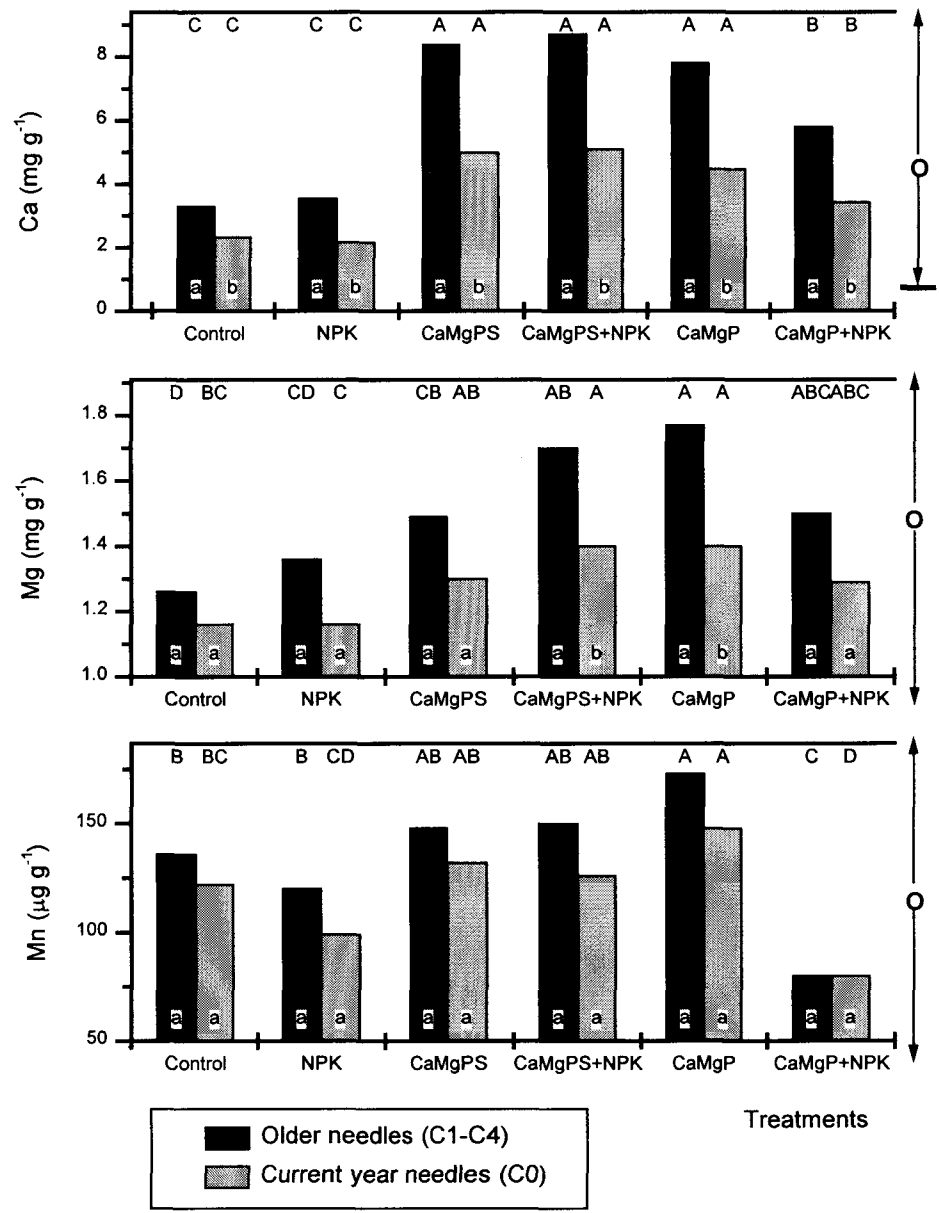 C C C C A A A A A A B B
8
6
Ca (mg g-1)
O
4
2
a b a b a b a b a b a b
0
Control NPK CaMgPS CaMgPS+NPK CaMgP CaMgP+NPK
D BC CD C CB AB AB A A A ABC ABC
1.8
1.6
Mg (mg g-1)
O
1.4
1.2
a a a a a a a b a b a a
1.0
Control NPK CaMgPS CaMgPS+NPK CaMgP CaMgP+NPK
B BC B CD AB AB AB AB A A C D
150
Mn (µg g-1)
O
100
a a a a a a a a a a a a
50
Control NPK CaMgPS CaMgPS+NPK CaMgP CaMgP+NPK
Treatments
Older needles (C1-C4)
Current year needles (C0)